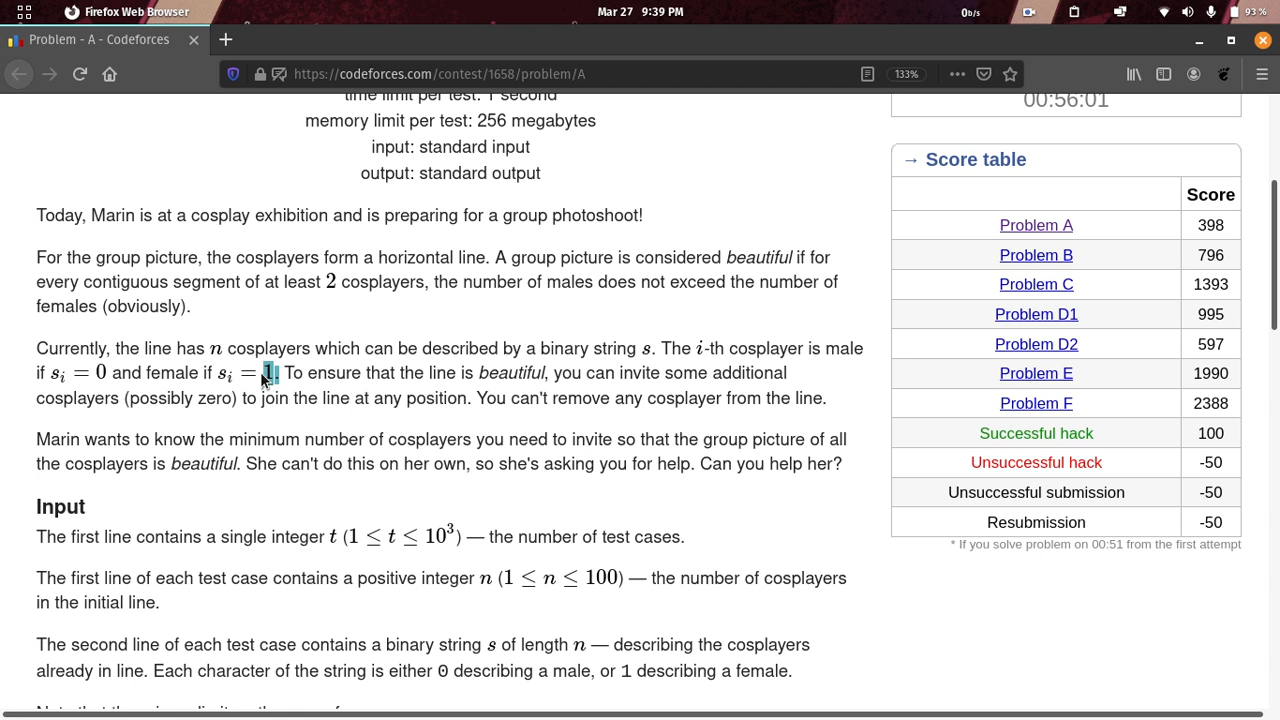 Firefox Web Browser
Mar 27 9:39 PM
0b/s
93 %
Problem - A - Codeforces
https://codeforces.com/contest/1658/problem/A
133%
time limit per test: 1 second
memory limit per test: 256 megabytes
input: standard input
output: standard output
Today, Marin is at a cosplay exhibition and is preparing for a group photoshoot!
For the group picture, the cosplayers form a horizontal line. A group picture is considered beautiful if for
every contiguous segment of at least 2 cosplayers, the number of males does not exceed the number of
females (obviously).
Currently, the line has n cosplayers which can be described by a binary string s. The i-th cosplayer is male
if s_i = 0 and female if s_i = 1. To ensure that the line is beautiful, you can invite some additional
cosplayers (possibly zero) to join the line at any position. You can't remove any cosplayer from the line.
Marin wants to know the minimum number of cosplayers you need to invite so that the group picture of all
the cosplayers is beautiful. She can't do this on her own, so she's asking you for help. Can you help her?
Input
The first line contains a single integer t (1 ≤ t ≤ 10^3) — the number of test cases.
The first line of each test case contains a positive integer n (1 ≤ n ≤ 100) — the number of cosplayers
in the initial line.
The second line of each test case contains a binary string s of length n — describing the cosplayers
already in line. Each character of the string is either 0 describing a male, or 1 describing a female.
00:56:01
→ Score table
Score
Problem A 398
Problem B 796
Problem C 1393
Problem D1 995
Problem D2 597
Problem E 1990
Problem F 2388
Successful hack 100
Unsuccessful hack -50
Unsuccessful submission -50
Resubmission -50
* If you solve problem on 00:51 from the first attempt